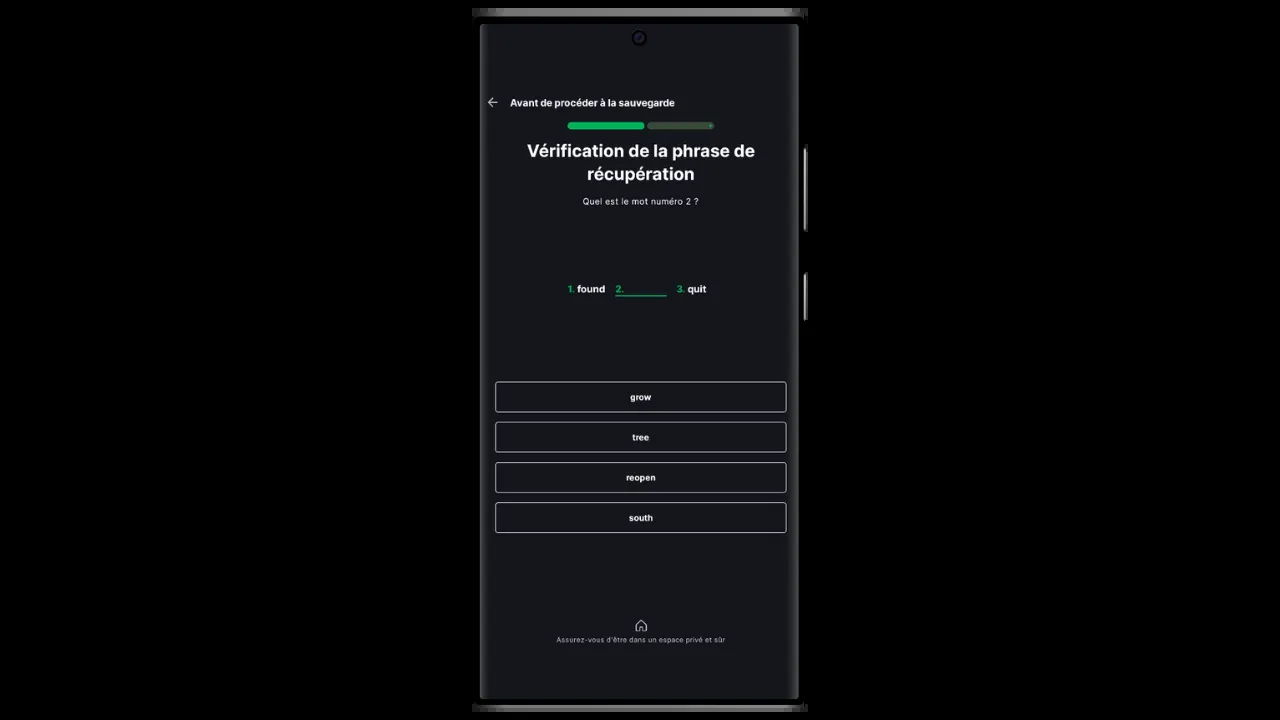 Avant de procéder à la sauvegarde
Vérification de la phrase de
récupération
Quel est le mot numéro 2 ?
1. found 2. 3. quit
grow
tree
reopen
south
Assurez-vous d'être dans un espace privé et sûr